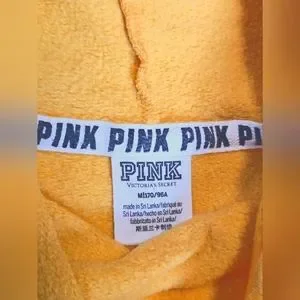 PINK PINK PINK PINK
PINK
VICTORIA'S SECRET
M170/96A
made in Sri Lanka/fabriqué au
Sri Lanka/hecho en Sri Lanka/
fabbricato in Sri Lanka/
斯里兰卡制造